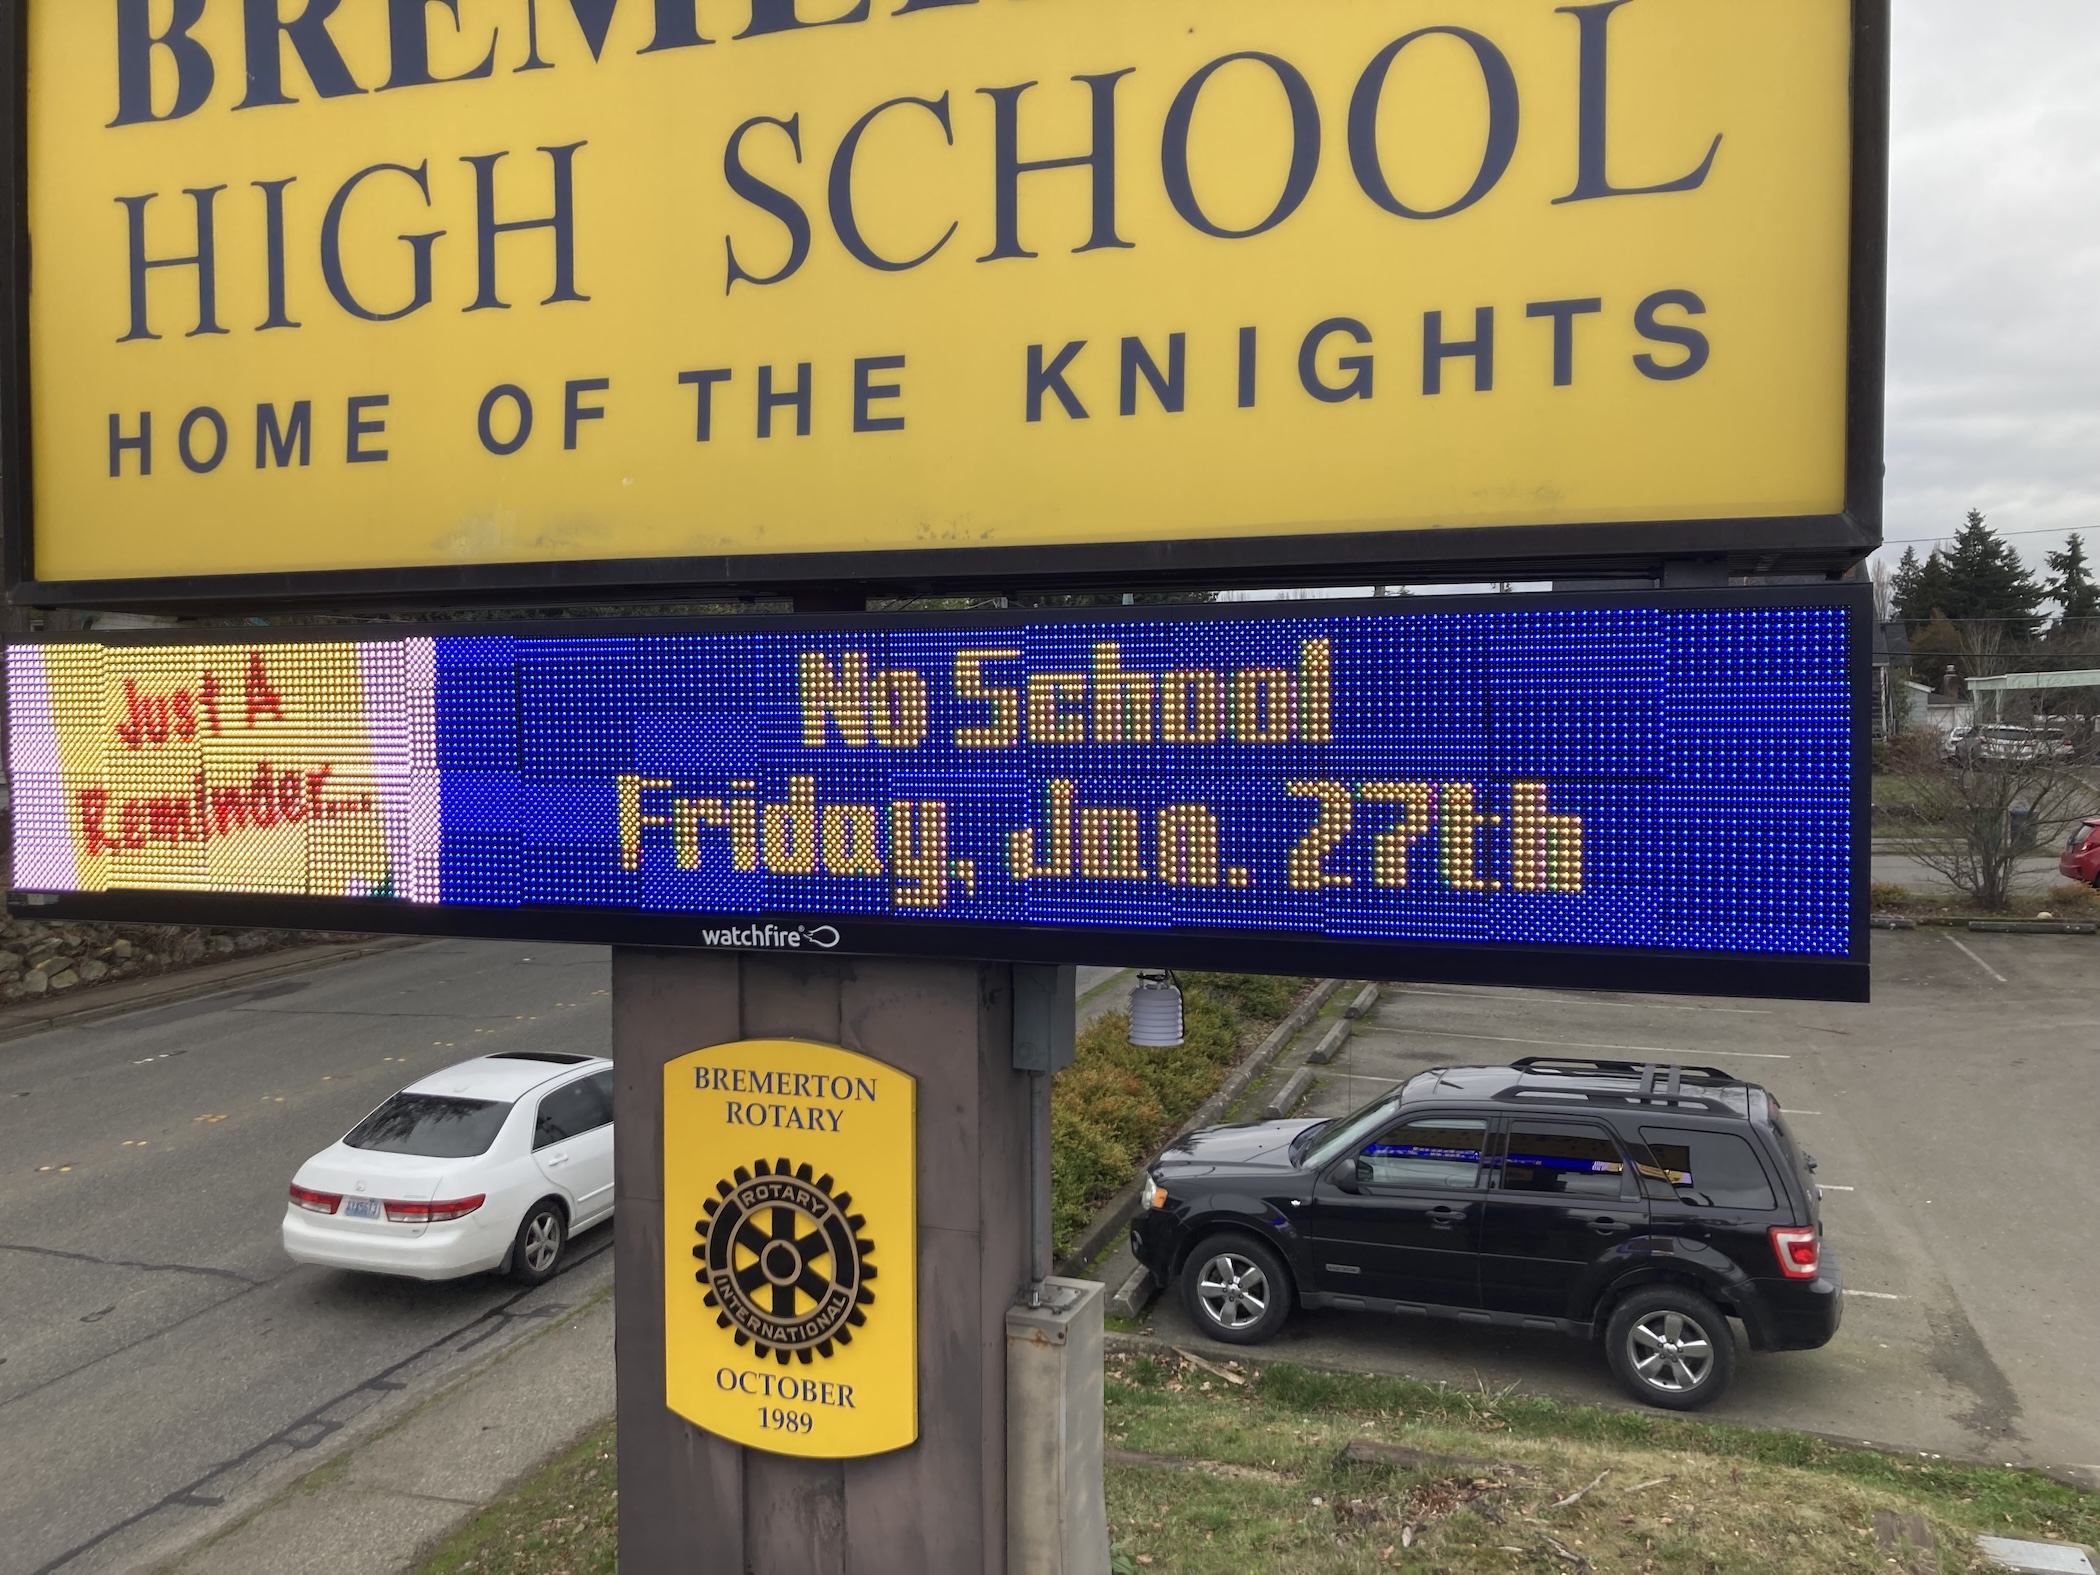 HIGH SCHOOL
HOME OF THE KNIGHTS
Just A
Reminder....
No School
Friday, Jan. 27th
watchfire
BREMERTON
ROTARY
ROTARY
INTERNATIONAL
OCTOBER
1989